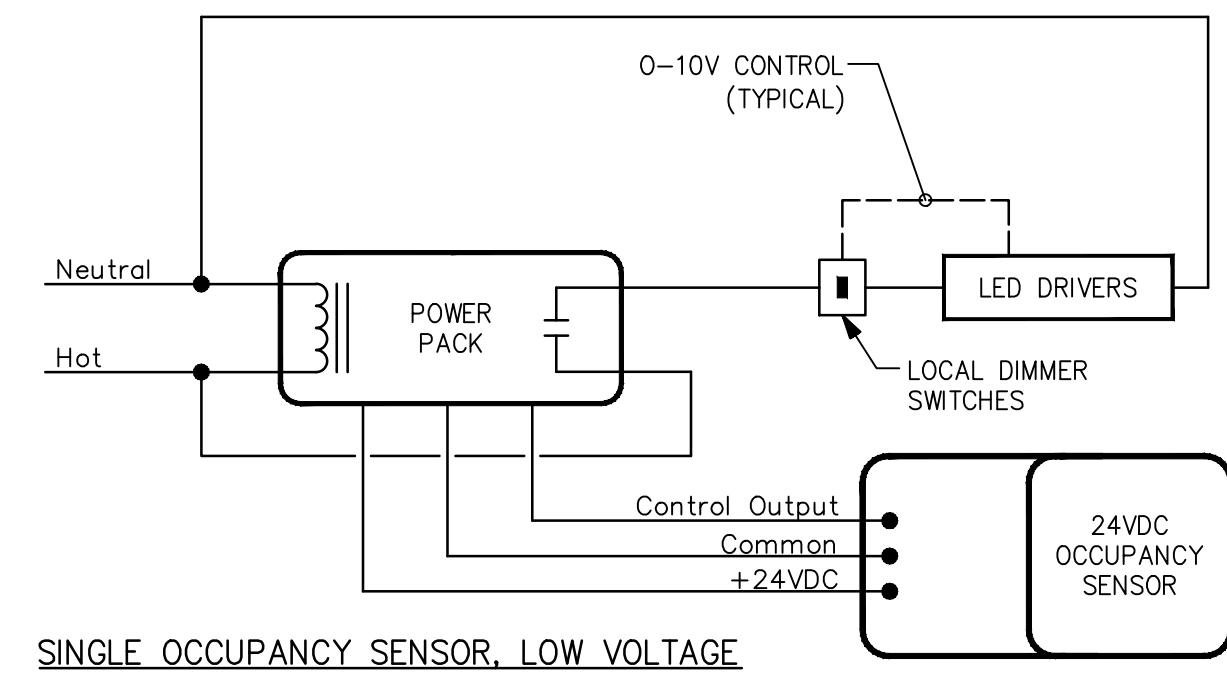 0-10V CONTROL
(TYPICAL)
Neutral
POWER
PACK
LED DRIVERS
Hot
LOCAL DIMMER
SWITCHES
Control Output
Common
+24VDC
24VDC
OCCUPANCY
SENSOR
SINGLE OCCUPANCY SENSOR, LOW VOLTAGE